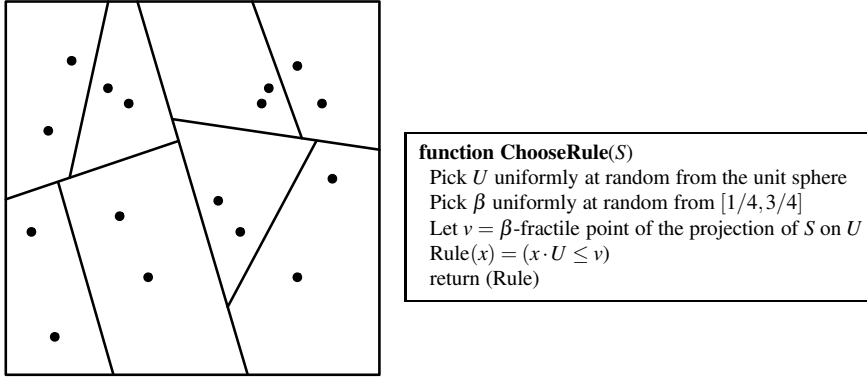 function ChooseRule(S)
Pick U uniformly at random from the unit sphere
Pick β uniformly at random from [1/4,3/4]
Let v = β-fractile point of the projection of S on U
Rule(x) = (x · U ≤ v)
return (Rule)